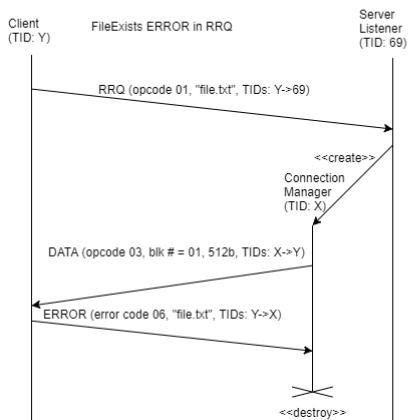 Client
(TID: Y)
FileExists ERROR in RRQ
Server
Listener
(TID: 69)
RRQ (opcode 01, "file.txt", TIDs: Y->69)
<<create>>
Connection
Manager
(TID: X)
DATA (opcode 03, blk # = 01, 512b, TIDs: X->Y)
ERROR (error code 06, "file.txt", TIDs: Y->X)
<<destroy>>